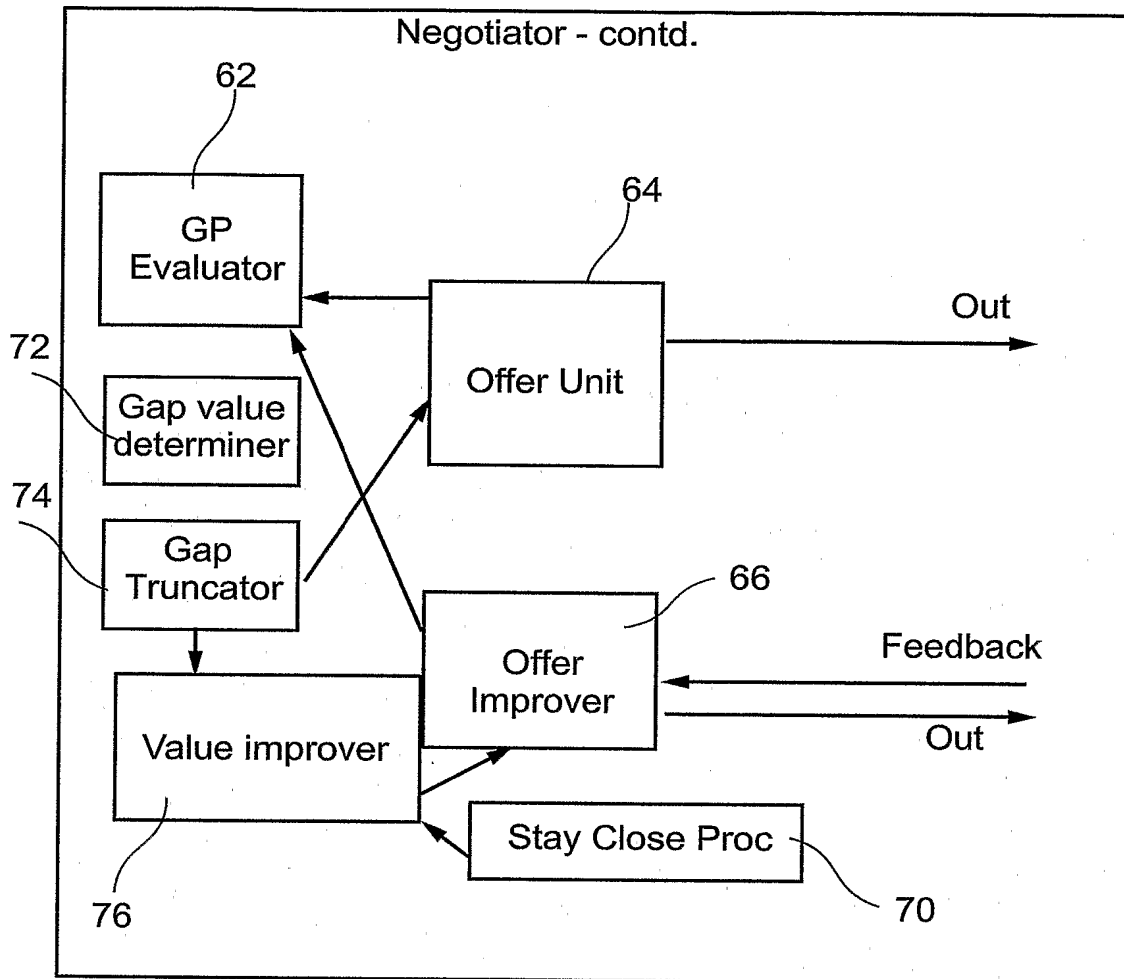 Negotiator - contd.
62
GP
Evaluator
64
Offer Unit
Out
72
Gap value
determiner
74
Gap
Truncator
66
Offer
Improver
Feedback
Out
Value improver
76
Stay Close Proc
70